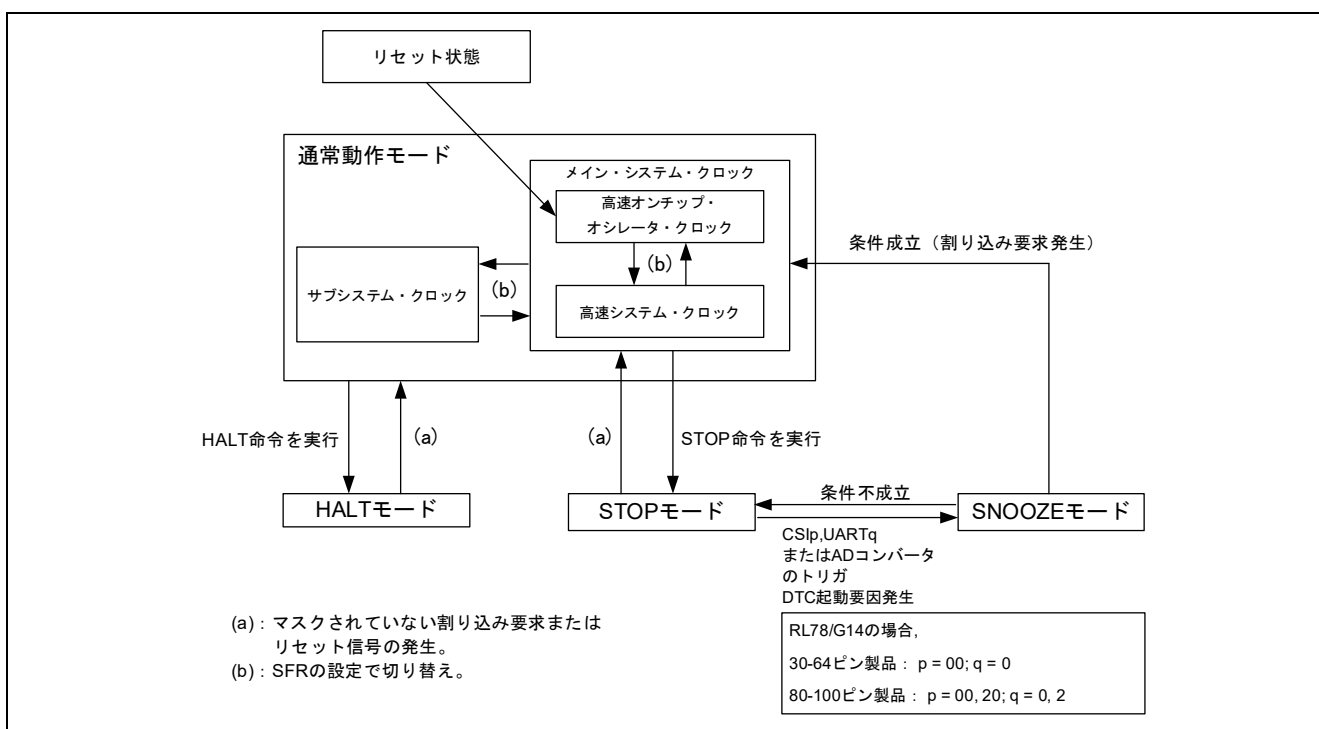 リセット状態
通常動作モード
メイン・システム・クロック
高速オンチップ・
オシレータ・クロック
条件成立（割り込み要求発生）
(b)
サブシステム・クロック
(b)
高速システム・クロック
HALT命令を実行
(a)
(a)
STOP命令を実行
条件不成立
HALTモード
STOPモード
SNOOZEモード
CSIp,UARTq
またはADコンバータ
のトリガ
DTC起動要因発生
(a)：マスクされていない割り込み要求または
リセット信号の発生。
(b)：SFRの設定で切り替え。
RL78/G14の場合,
30-64ピン製品： p = 00; q = 0
80-100ピン製品： p = 00, 20; q = 0, 2